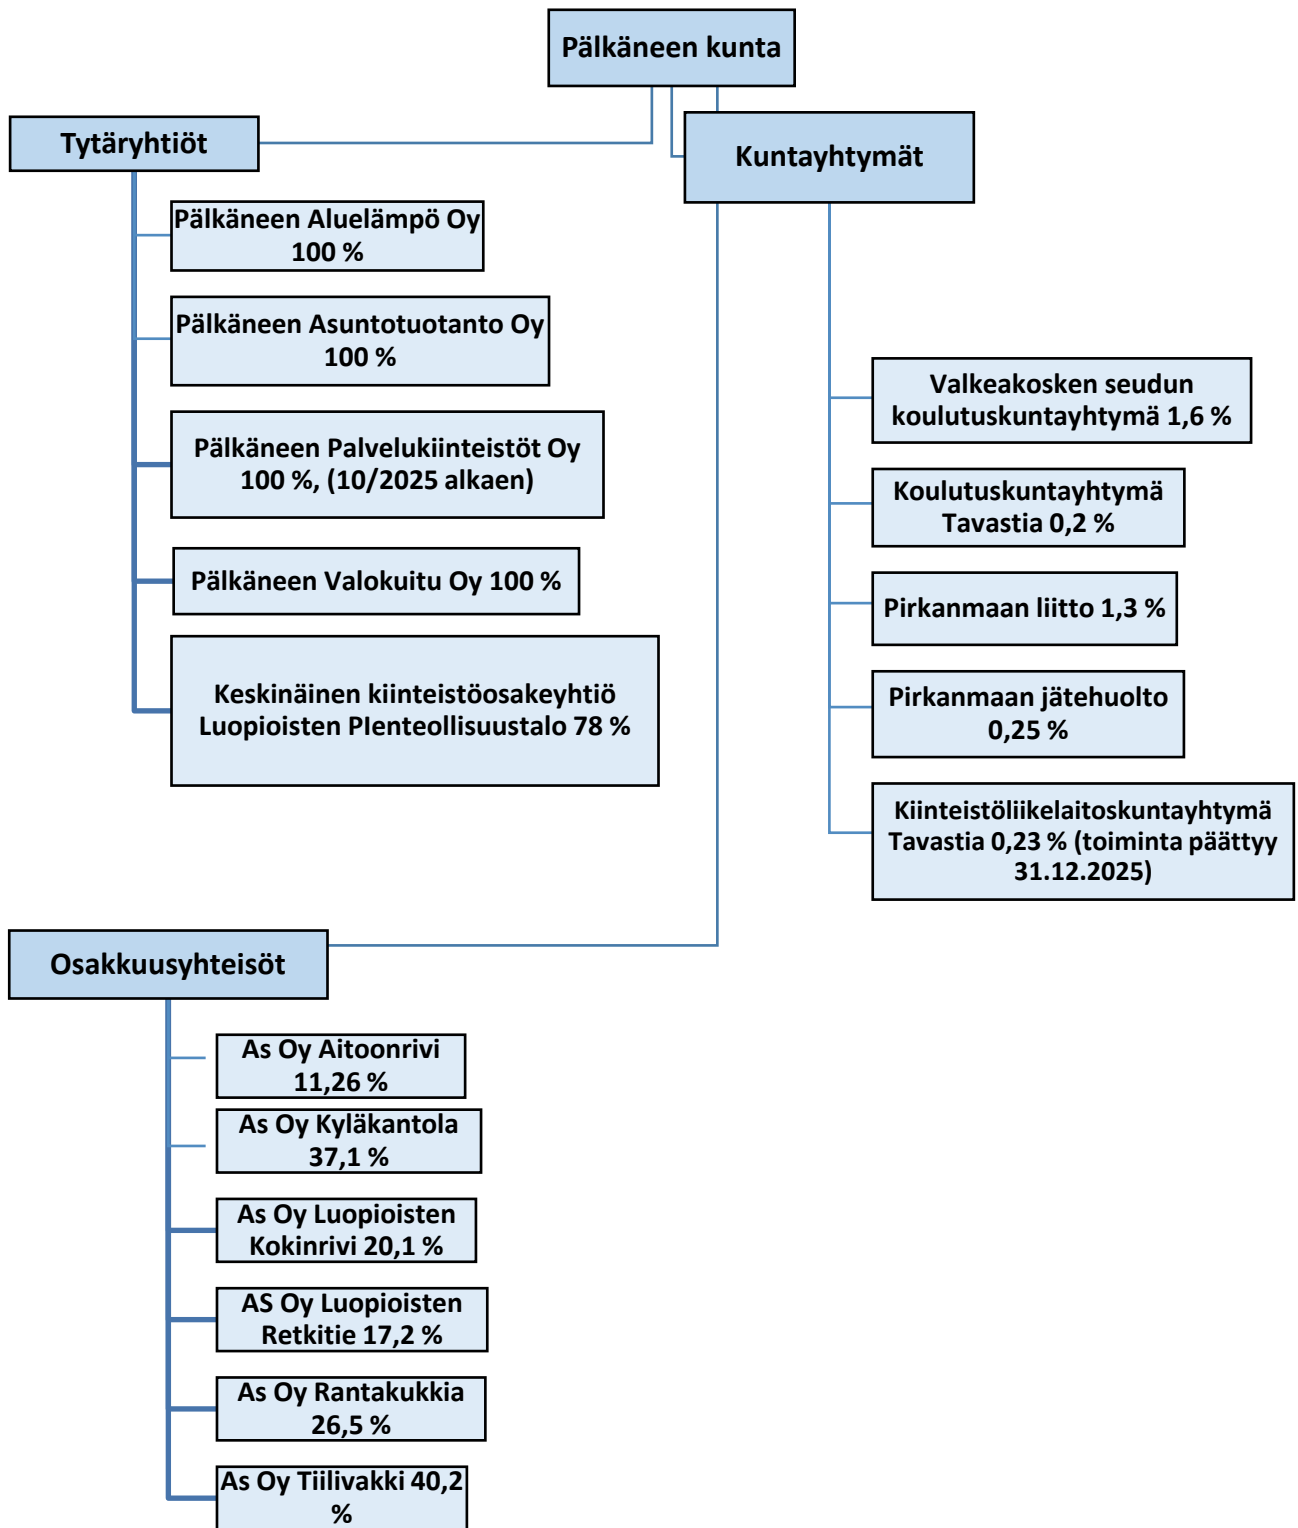 Pälkäneen kunta
Tytäryhtiöt
Pälkäneen Aluelämpö Oy
100 %
Pälkäneen Asuntotuotanto Oy
100 %
Pälkäneen Palvelukiinteistöt Oy
100 %, (10/2025 alkaen)
Pälkäneen Valokuitu Oy 100 %
Keskinäinen kiinteistöosakeyhtiö
Luopioisten PIenteollisuustalo 78 %
Kuntayhtymät
Valkeakosken seudun
koulutuskuntayhtymä 1,6 %
Koulutuskuntayhtymä
Tavastia 0,2 %
Pirkanmaan liitto 1,3 %
Pirkanmaan jätehuolto
0,25 %
Kiinteistöliikelaitoskuntayhtymä
Tavastia 0,23 % (toiminta päättyy
31.12.2025)
Osakkuusyhteisöt
As Oy Aitoonrivi
11,26 %
As Oy Kyläkantola
37,1 %
As Oy Luopioisten
Kokinrivi 20,1 %
AS Oy Luopioisten
Retkitie 17,2 %
As Oy Rantakukkia
26,5 %
As Oy Tiilivakki 40,2
%